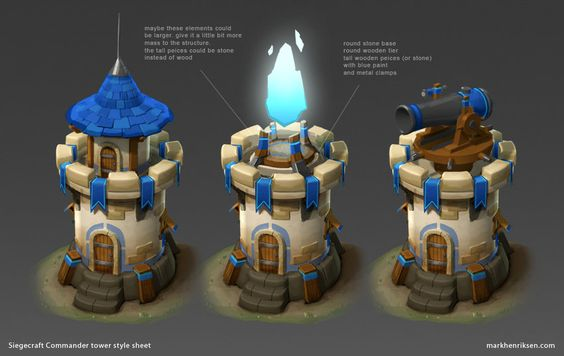 maybe these elements could
be larger. give it a little bit more
mass to the structure.
the tall peices could be stone
instead of wood
round stone base
round wooden tier
tall wooden peices (or stone)
with blue paint
and metal clamps
Siegecraft Commander tower style sheet
markhenriksen.com